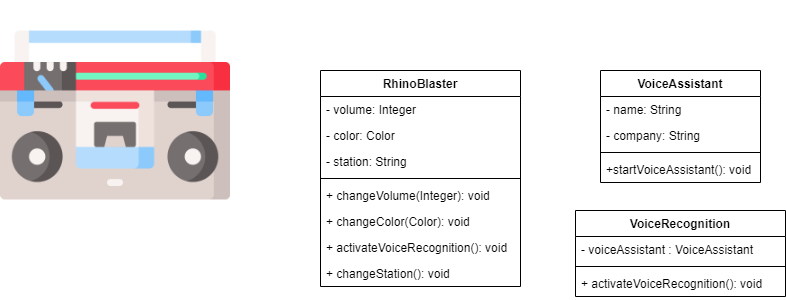 RhinoBlaster
- volume: Integer
- color: Color
- station: String
+ changeVolume(Integer): void
+ changeColor(Color): void
+ activateVoiceRecognition(): void
+ changeStation(): void
VoiceAssistant
- name: String
- company: String
+startVoiceAssistant(): void
VoiceRecognition
- voiceAssistant : VoiceAssistant
+ activateVoiceRecognition(): void